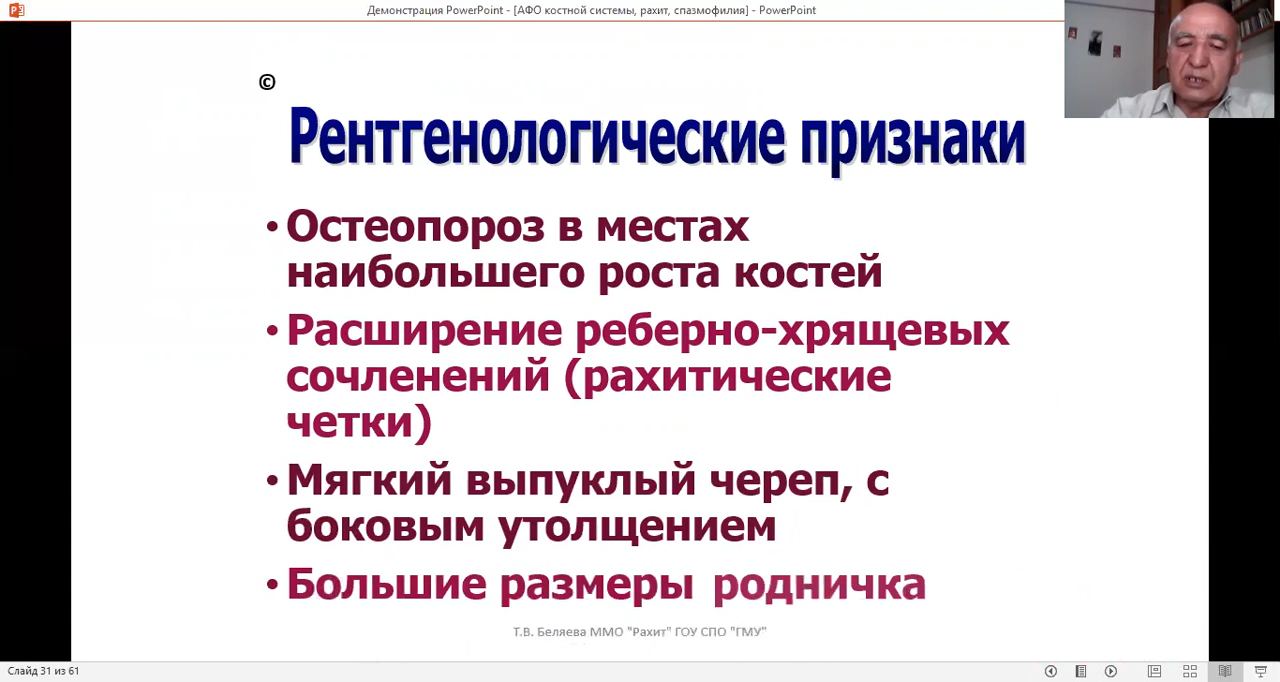 Демонстрация PowerPoint - [АФО костной системы, рахит, спазмофилия] - PowerPoint
©
Рентгенологические признаки
• Остеопороз в местах
наибольшего роста костей
• Расширение реберно-хрящевых
сочленений (рахитические
четки)
• Мягкий выпуклый череп, с
боковым утолщением
• Большие размеры родничка
Т.В. Беляева ММО "Рахит" ГОУ СПО "ГМУ"
Слайд 31 из 61